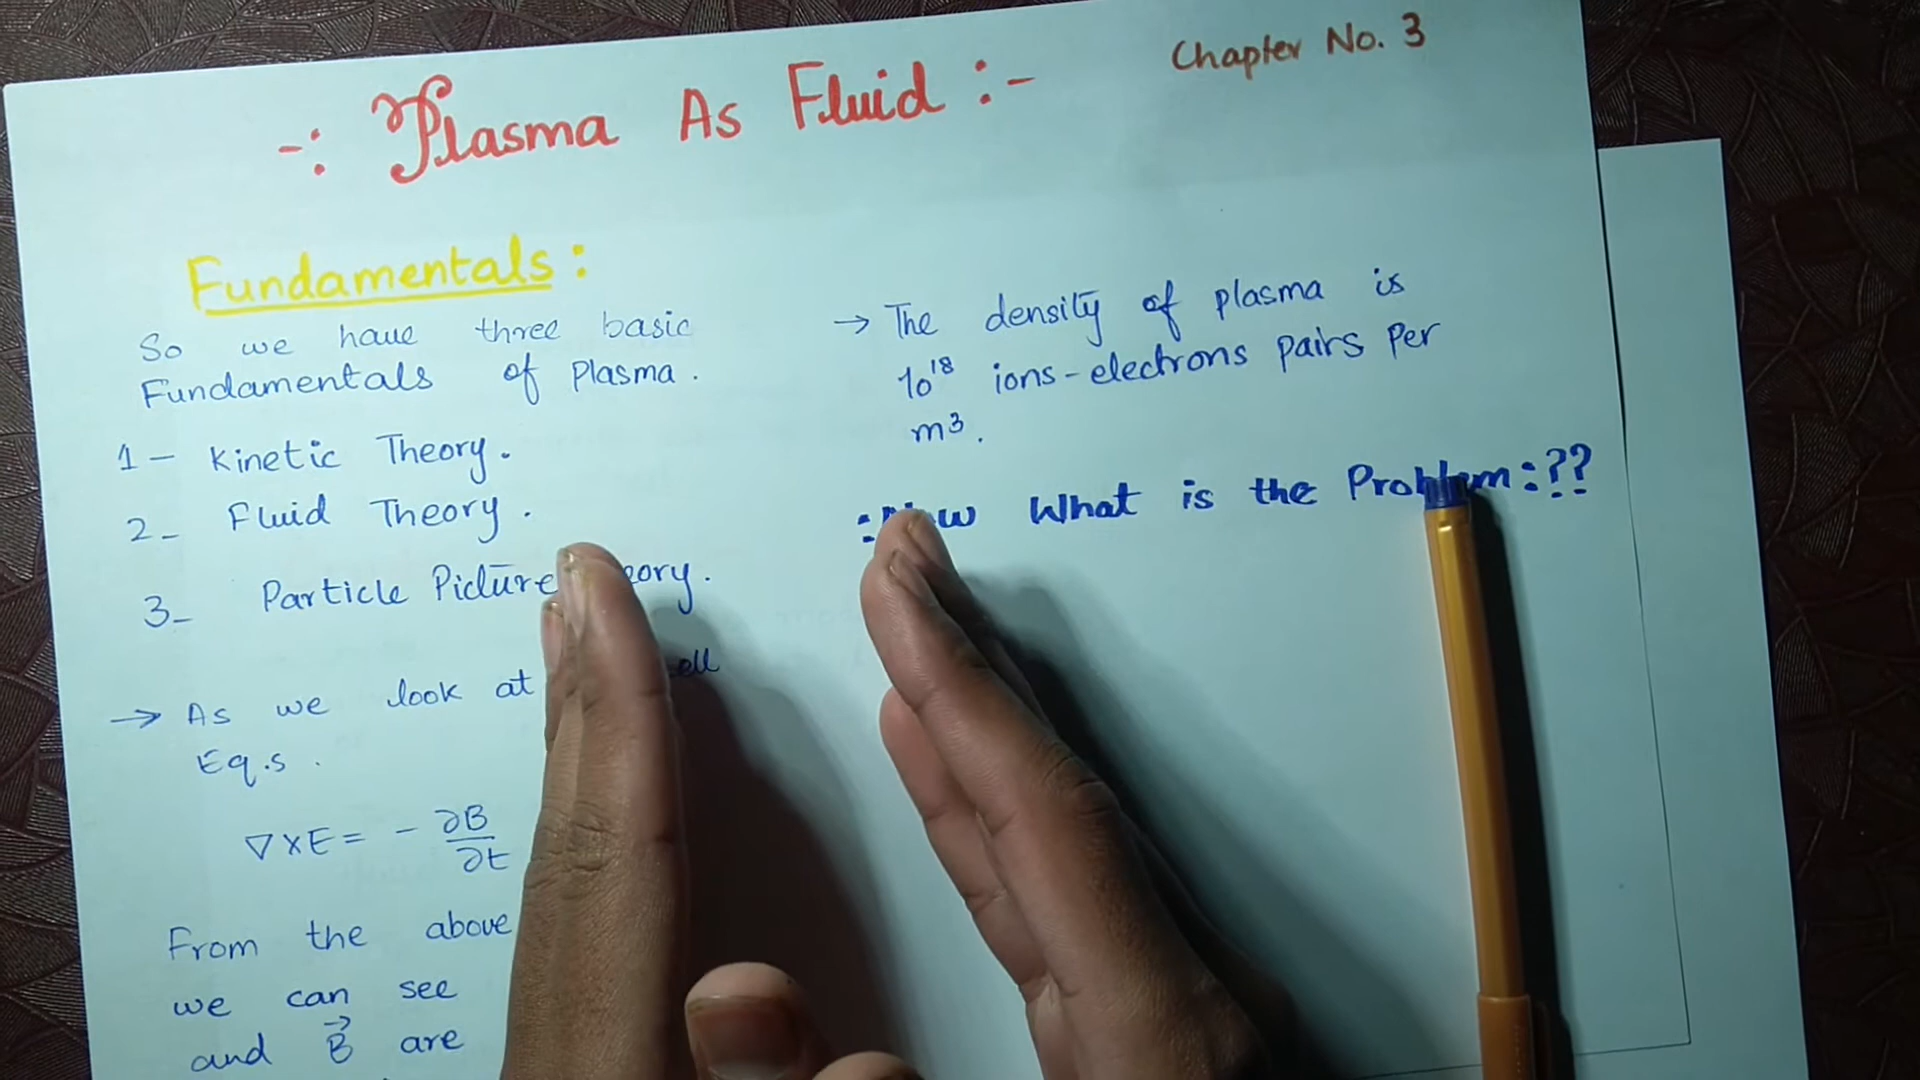 -: Plasma As Fluid :-
Chapter No. 3
Fundamentals :
So we have three basic
Fundamentals of plasma.
1- Kinetic Theory.
2- Fluid Theory.
3- Particle Picture
→ As we look at
Eq.s.
∇×E = - ∂B/∂t
From the above
we can see
and B⃗ are
→ The density of plasma is
10¹⁸ ions-electrons pairs per
m³.
What is the Problem:??